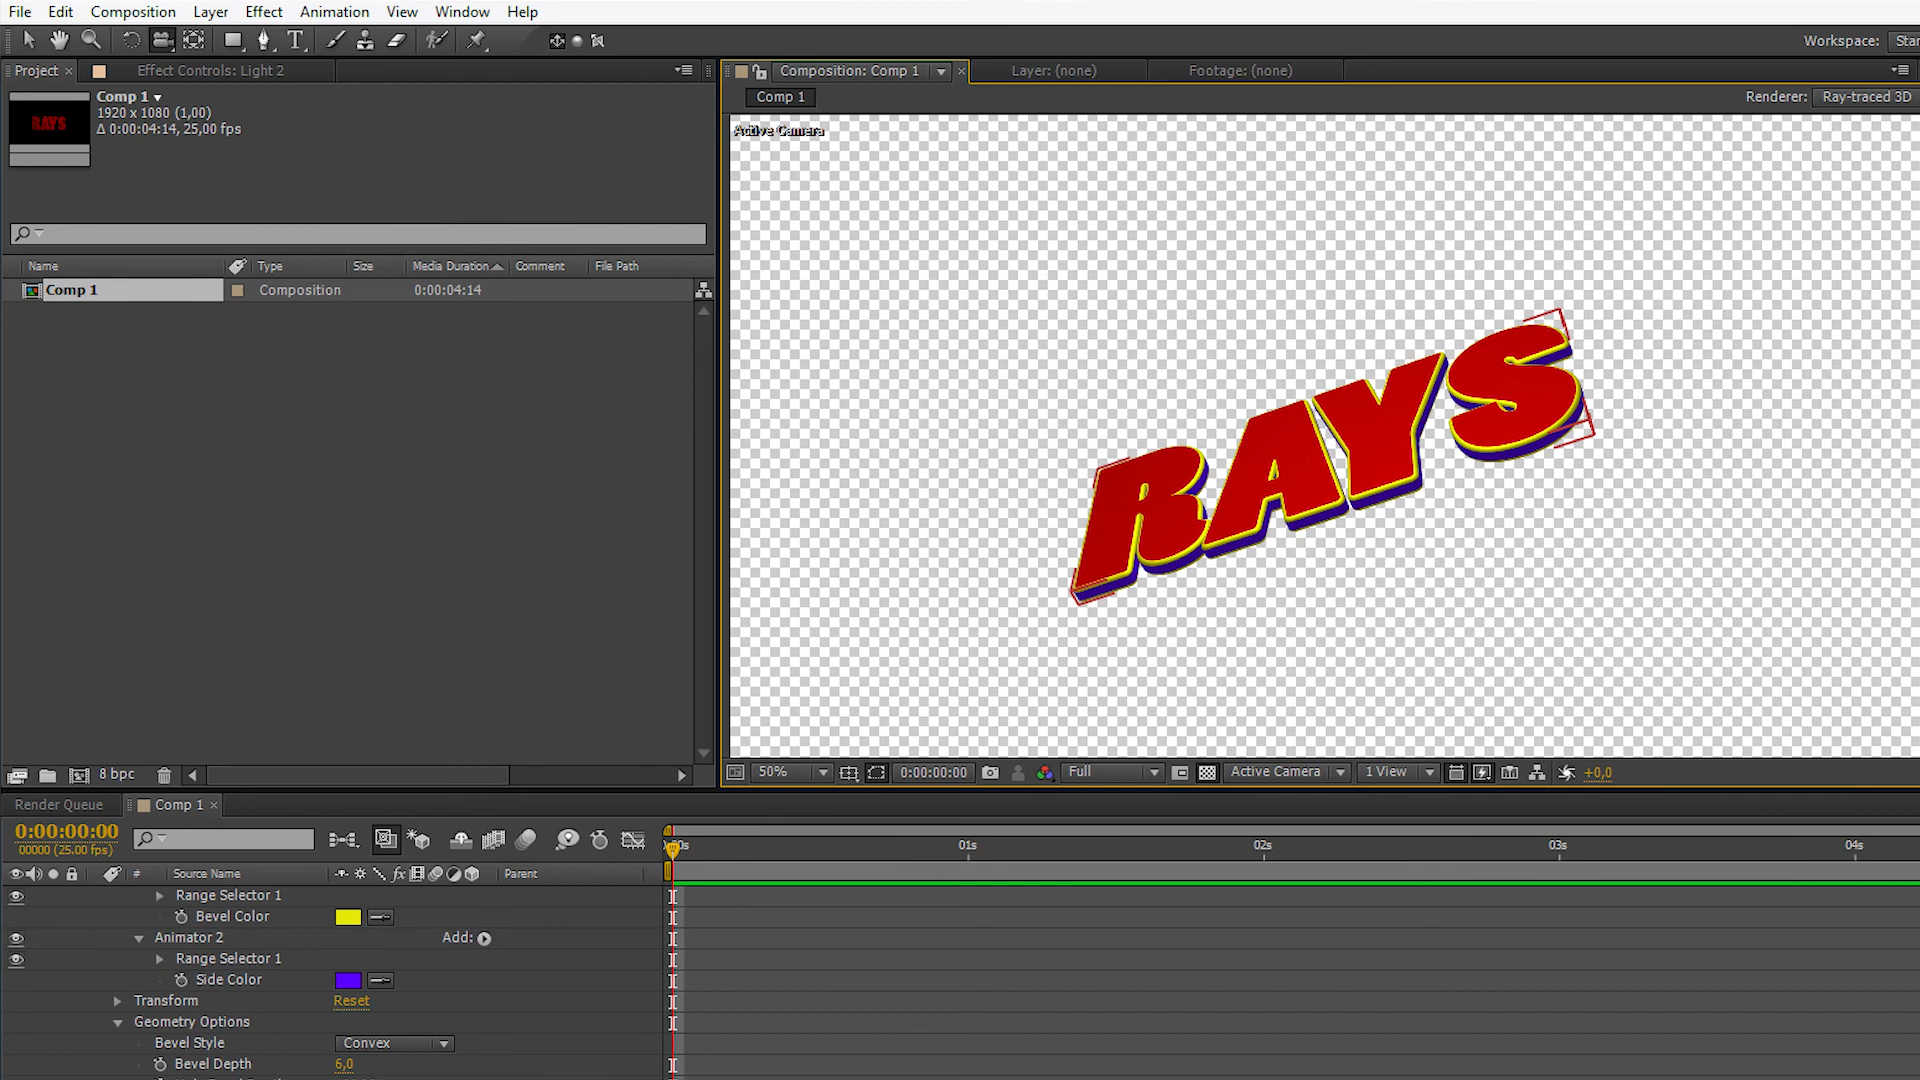 File Edit Composition Layer Effect Animation View Window Help
Workspace: Star
Project Effect Controls: Light 2
Composition: Comp 1 Layer: (none) Footage: (none)
Comp 1
1920 x 1080 (1,00)
Δ 0:00:04:14, 25,00 fps
RAYS
Comp 1
Renderer: Ray-traced 3D
Active Camera
Name Type Size Media Duration Comment File Path
Comp 1 Composition 0:00:04:14
RAYS
8 bpc
50% 0:00:00:00 Full Active Camera 1 View +0,0
Render Queue Comp 1
0:00:00:00
00000 (25.00 fps)
01s 02s 03s 04s
# Source Name fx Parent
Range Selector 1
Bevel Color
Animator 2 Add:
Range Selector 1
Side Color
Transform Reset
Geometry Options
Bevel Style Convex
Bevel Depth 6,0